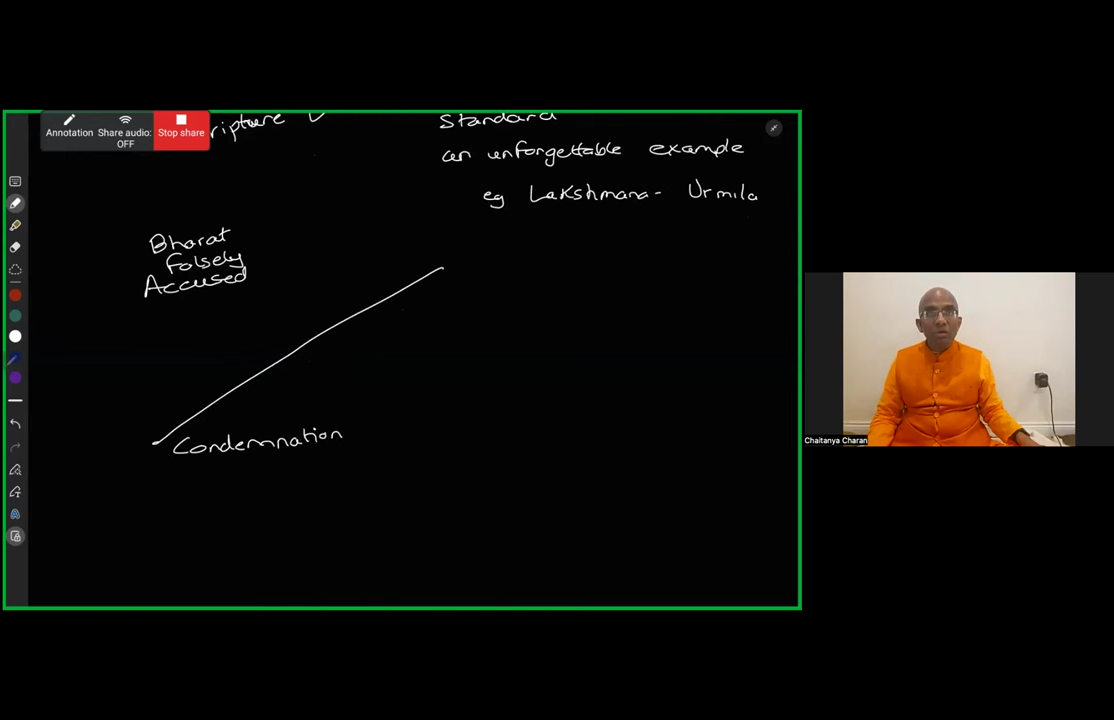 Annotation
Share audio:
OFF
Stop share
ripture
Standard
an unforgettable example
eg Lakshmana- Urmila
Bharat
Falsely
Accused
Condemnation
Chaitanya Charan